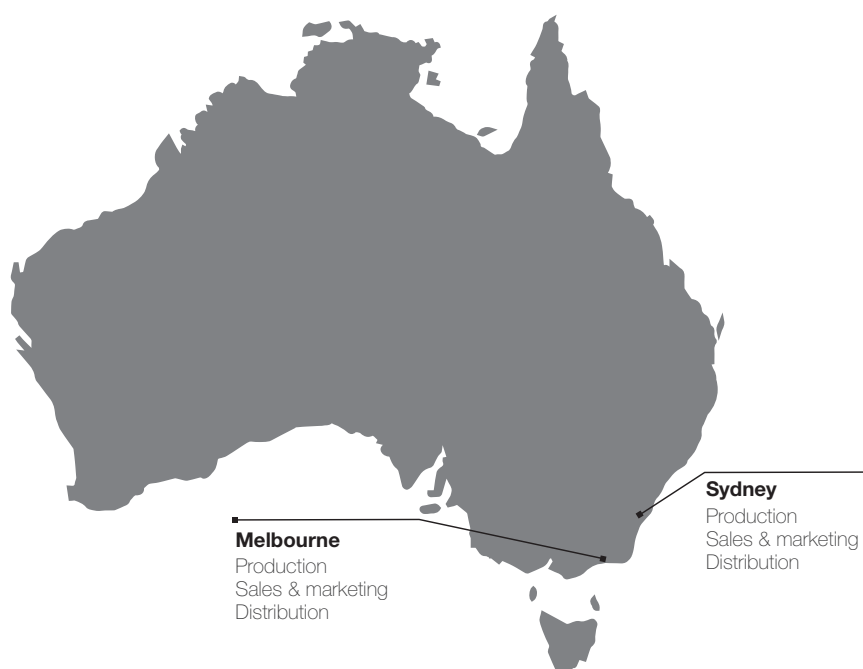 Sydney
Production
Sales & marketing
Distribution
Melbourne
Production
Sales & marketing
Distribution